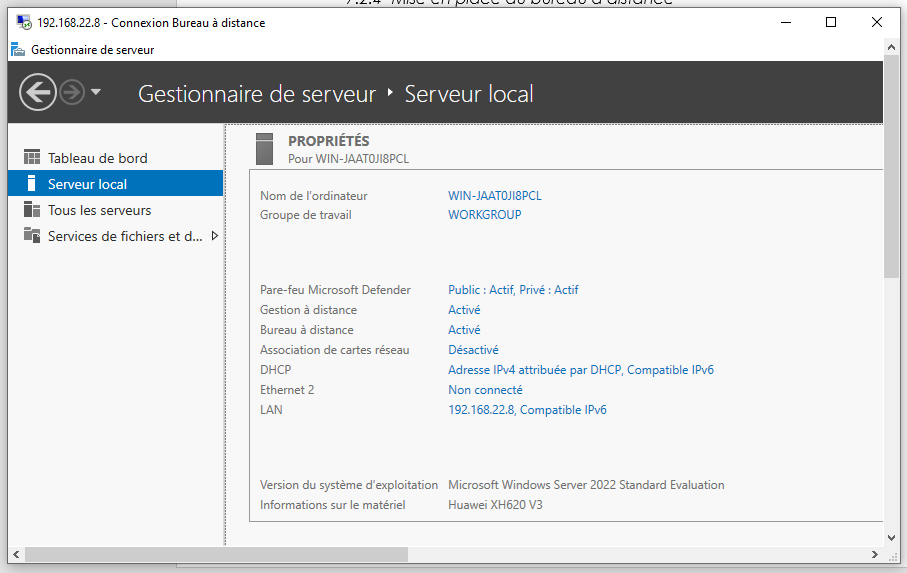 7.2.4 Mise en place du bureau à distance
192.168.22.8 - Connexion Bureau à distance
Gestionnaire de serveur
Gestionnaire de serveur ‣ Serveur local
Tableau de bord
Serveur local
Tous les serveurs
Services de fichiers et d...
PROPRIÉTÉS
Pour WIN-JAAT0JI8PCL
Nom de l'ordinateur WIN-JAAT0JI8PCL
Groupe de travail WORKGROUP
Pare-feu Microsoft Defender Public : Actif, Privé : Actif
Gestion à distance Activé
Bureau à distance Activé
Association de cartes réseau Désactivé
DHCP Adresse IPv4 attribuée par DHCP, Compatible IPv6
Ethernet 2 Non connecté
LAN 192.168.22.8, Compatible IPv6
Version du système d'exploitation Microsoft Windows Server 2022 Standard Evaluation
Informations sur le matériel Huawei XH620 V3